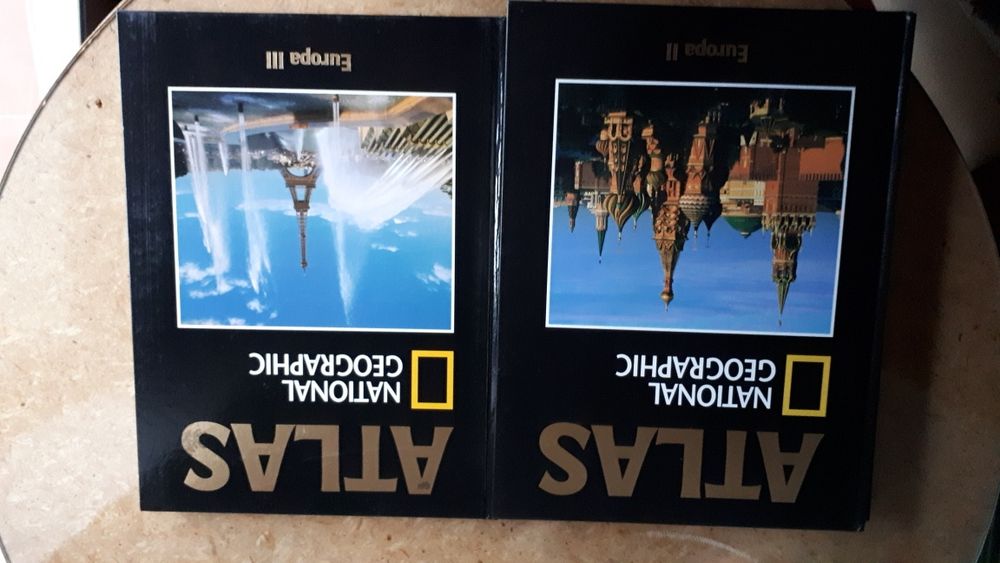 ATLAS
NATIONAL
GEOGRAPHIC
Europa II
ATLAS
NATIONAL
GEOGRAPHIC
Europa III